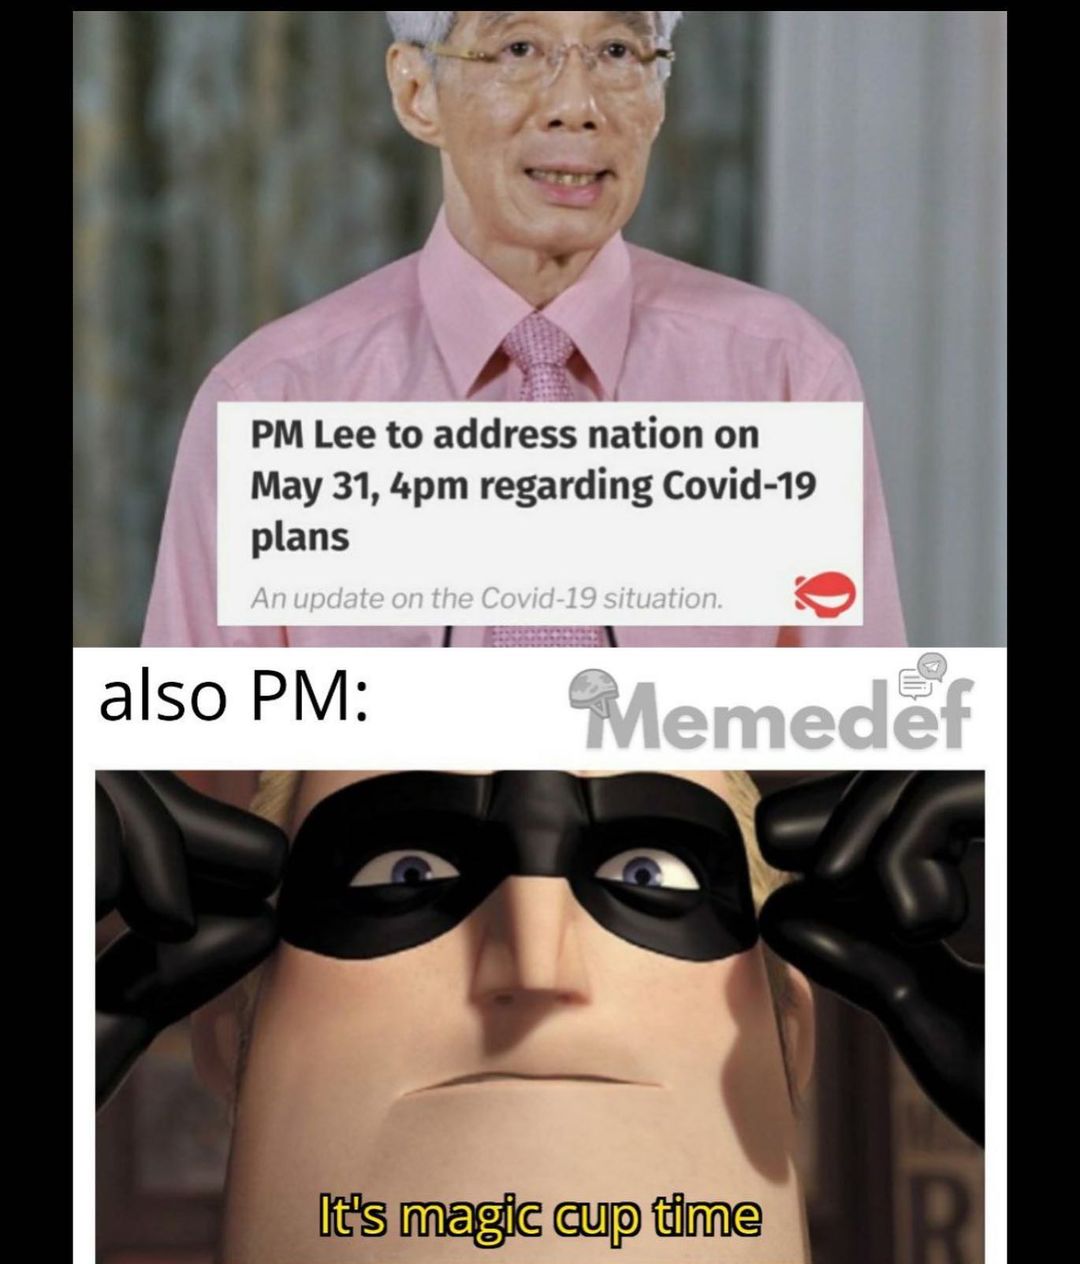 PM Lee to address nation on
May 31, 4pm regarding Covid-19
plans
An update on the Covid-19 situation.
also PM:
Memedef
It's magic cup time